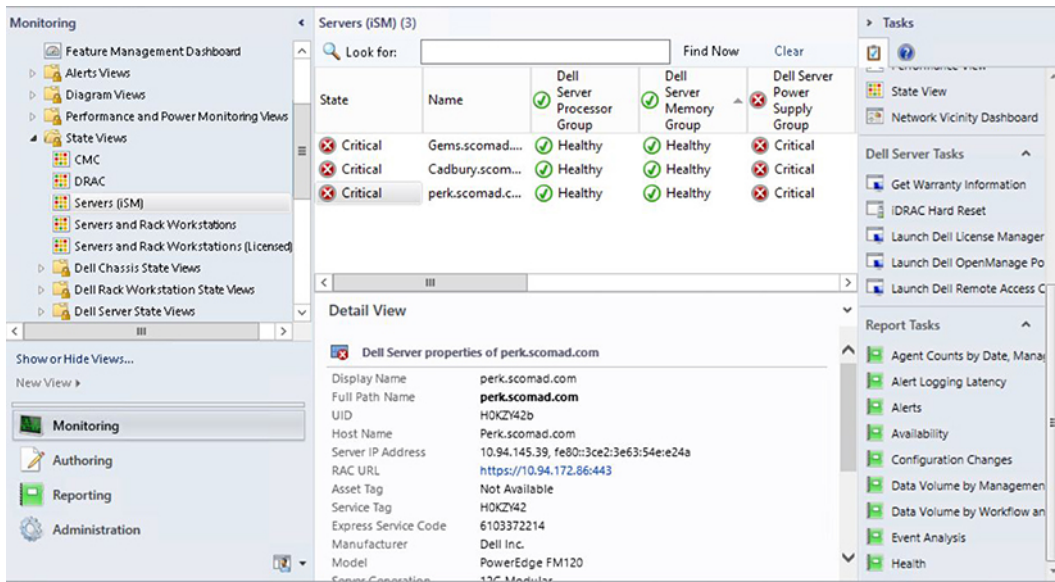 Monitoring
Feature Management Dashboard
Alerts Views
Diagram Views
Performance and Power Monitoring Views
State Views
CMC
DRAC
Servers (iSM)
Servers and Rack Workstations
Servers and Rack Workstations (Licensed)
Dell Chassis State Views
Dell Rack Workstation State Views
Dell Server State Views
Show or Hide Views...
New View
Monitoring
Authoring
Reporting
Administration
Servers (iSM) (3)
Look for: Find Now Clear
State Name Dell Server Processor Group Dell Server Memory Group Dell Server Power Supply Group
Critical Gems.scomad.... Healthy Healthy Critical
Critical Cadbury.scom... Healthy Healthy Critical
Critical perk.scomad.c... Healthy Healthy Critical
Detail View
Dell Server properties of perk.scomad.com
Display Name perk.scomad.com
Full Path Name perk.scomad.com
UID H0KZY42b
Host Name Perk.scomad.com
Server IP Address 10.94.145.39, fe80::3ce2:3e63:54e:e24a
RAC URL https://10.94.172.86:443
Asset Tag Not Available
Service Tag H0KZY42
Express Service Code 6103372214
Manufacturer Dell Inc.
Model PowerEdge FM120
Server Generation 12G Modular
Tasks
Performance View
State View
Network Vicinity Dashboard
Dell Server Tasks
Get Warranty Information
iDRAC Hard Reset
Launch Dell License Manager
Launch Dell OpenManage Po
Launch Dell Remote Access C
Report Tasks
Agent Counts by Date, Mana
Alert Logging Latency
Alerts
Availability
Configuration Changes
Data Volume by Managemen
Data Volume by Workflow an
Event Analysis
Health